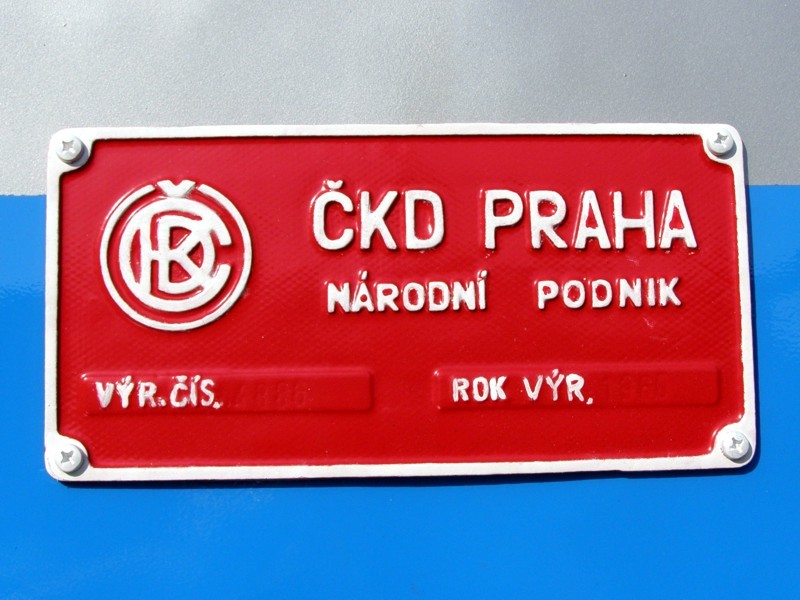 ČKD PRAHA
NÁRODNÍ PODNIK
VÝR. ČÍS.
ROK VÝR.